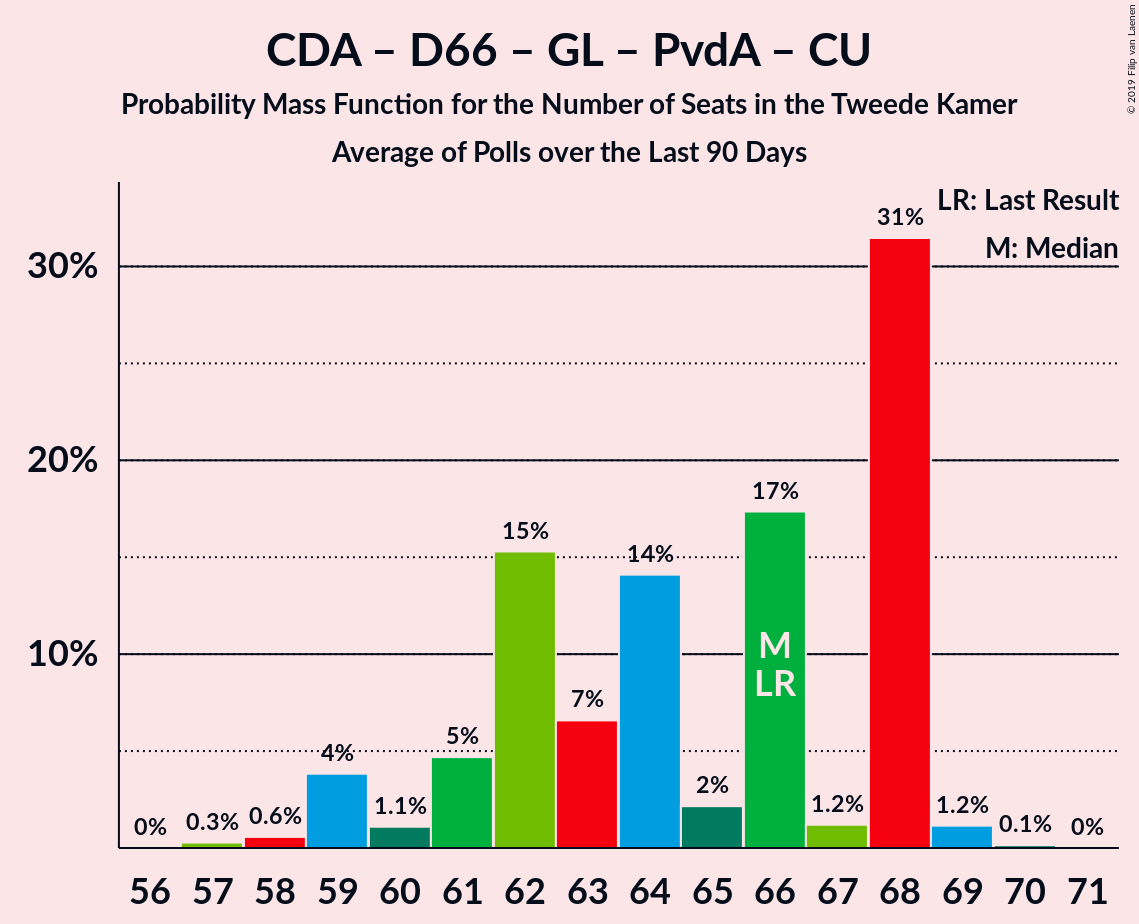 CDA – D66 – GL – PvdA – CU
Probability Mass Function for the Number of Seats in the Tweede Kamer
Average of Polls over the Last 90 Days
© 2019 Filip van Laenen
LR: Last Result
M: Median
30%
20%
10%
0%
0.3%
0.6%
4%
1.1%
5%
15%
7%
14%
2%
17%
1.2%
31%
1.2%
0.1%
0%
M
LR
56 57 58 59 60 61 62 63 64 65 66 67 68 69 70 71